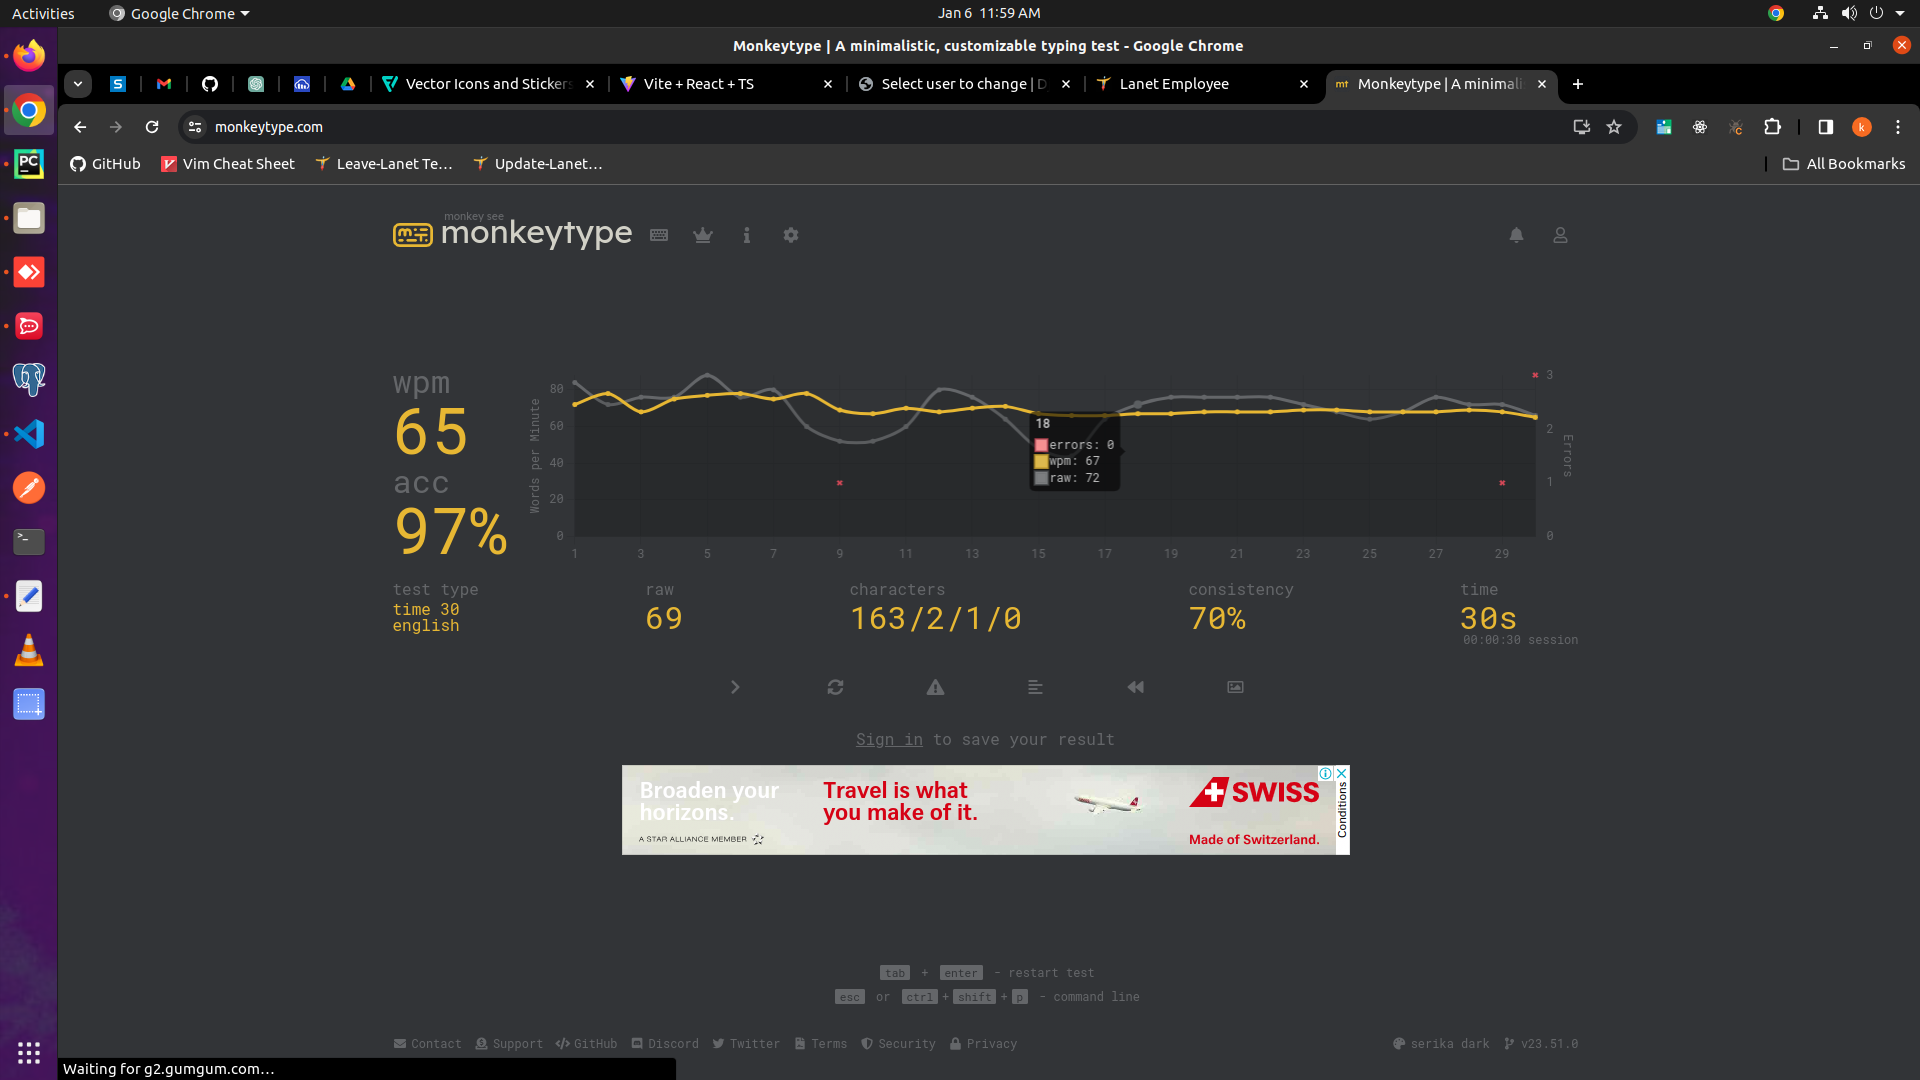 Activities
Google Chrome
Jan 6 11:59 AM
Monkeytype | A minimalistic, customizable typing test - Google Chrome
Vector Icons and Stickers
Vite + React + TS
Select user to change | D
Lanet Employee
mt Monkeytype | A minimali
monkeytype.com
k
GitHub
Vim Cheat Sheet
Leave-Lanet Te...
Update-Lanet...
All Bookmarks
monkey see
monkeytype
wpm
65
acc
97%
Words per Minute
80
60
40
20
0
18
errors: 0
wpm: 67
raw: 72
Errors
3
2
1
0
1 3 5 7 9 11 13 15 17 19 21 23 25 27 29
test type
time 30
english
raw
69
characters
163/2/1/0
consistency
70%
time
30s
00:00:30 session
Sign in to save your result
Broaden your
horizons.
A STAR ALLIANCE MEMBER
Travel is what
you make of it.
SWISS
Made of Switzerland.
Conditions
tab + enter - restart test
esc or ctrl + shift + p - command line
Contact Support GitHub Discord Twitter Terms Security Privacy
serika dark v23.51.0
Waiting for g2.gumgum.com...
PC